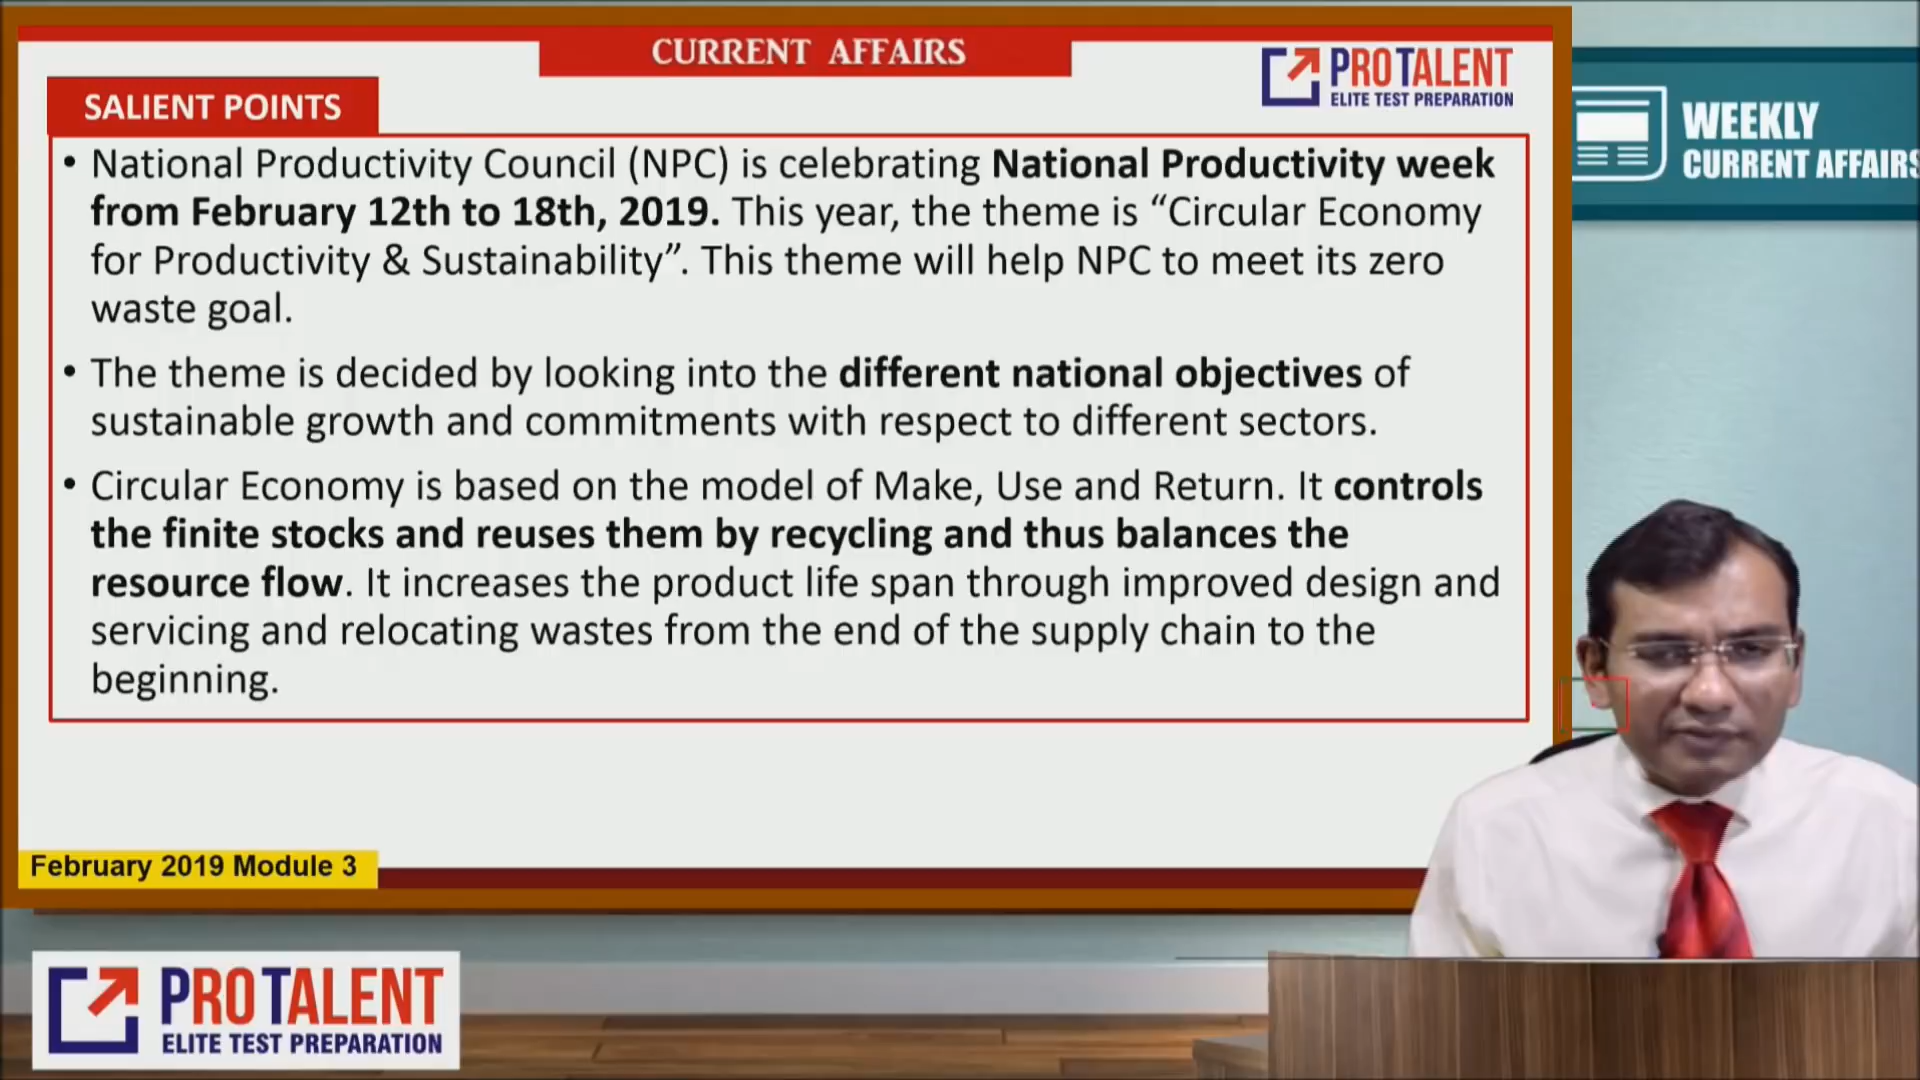 CURRENT AFFAIRS
PROTALENT
ELITE TEST PREPARATION
SALIENT POINTS
WEEKLY
CURRENT AFFAIRS
• National Productivity Council (NPC) is celebrating National Productivity week
from February 12th to 18th, 2019. This year, the theme is “Circular Economy
for Productivity & Sustainability”. This theme will help NPC to meet its zero
waste goal.
• The theme is decided by looking into the different national objectives of
sustainable growth and commitments with respect to different sectors.
• Circular Economy is based on the model of Make, Use and Return. It controls
the finite stocks and reuses them by recycling and thus balances the
resource flow. It increases the product life span through improved design and
servicing and relocating wastes from the end of the supply chain to the
beginning.
February 2019 Module 3
PROTALENT
ELITE TEST PREPARATION